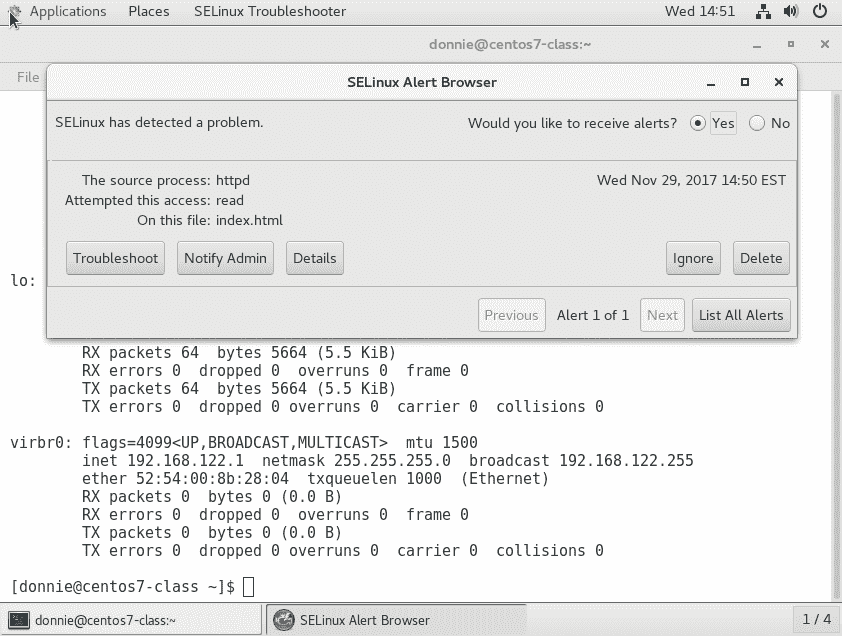 Applications Places SELinux Troubleshooter Wed 14:51
donnie@centos7-class:~
File
SELinux Alert Browser
SELinux has detected a problem. Would you like to receive alerts? Yes No
The source process: httpd Wed Nov 29, 2017 14:50 EST
Attempted this access: read
On this file: index.html
Troubleshoot Notify Admin Details Ignore Delete
lo:
Previous Alert 1 of 1 Next List All Alerts
RX packets 64  bytes 5664 (5.5 KiB)
RX errors 0  dropped 0  overruns 0  frame 0
TX packets 64  bytes 5664 (5.5 KiB)
TX errors 0  dropped 0 overruns 0  carrier 0  collisions 0
virbr0: flags=4099<UP,BROADCAST,MULTICAST>  mtu 1500
inet 192.168.122.1  netmask 255.255.255.0  broadcast 192.168.122.255
ether 52:54:00:8b:28:04  txqueuelen 1000  (Ethernet)
RX packets 0  bytes 0 (0.0 B)
RX errors 0  dropped 0  overruns 0  frame 0
TX packets 0  bytes 0 (0.0 B)
TX errors 0  dropped 0 overruns 0  carrier 0  collisions 0
[donnie@centos7-class ~]$
donnie@centos7-class:~ SELinux Alert Browser 1 / 4